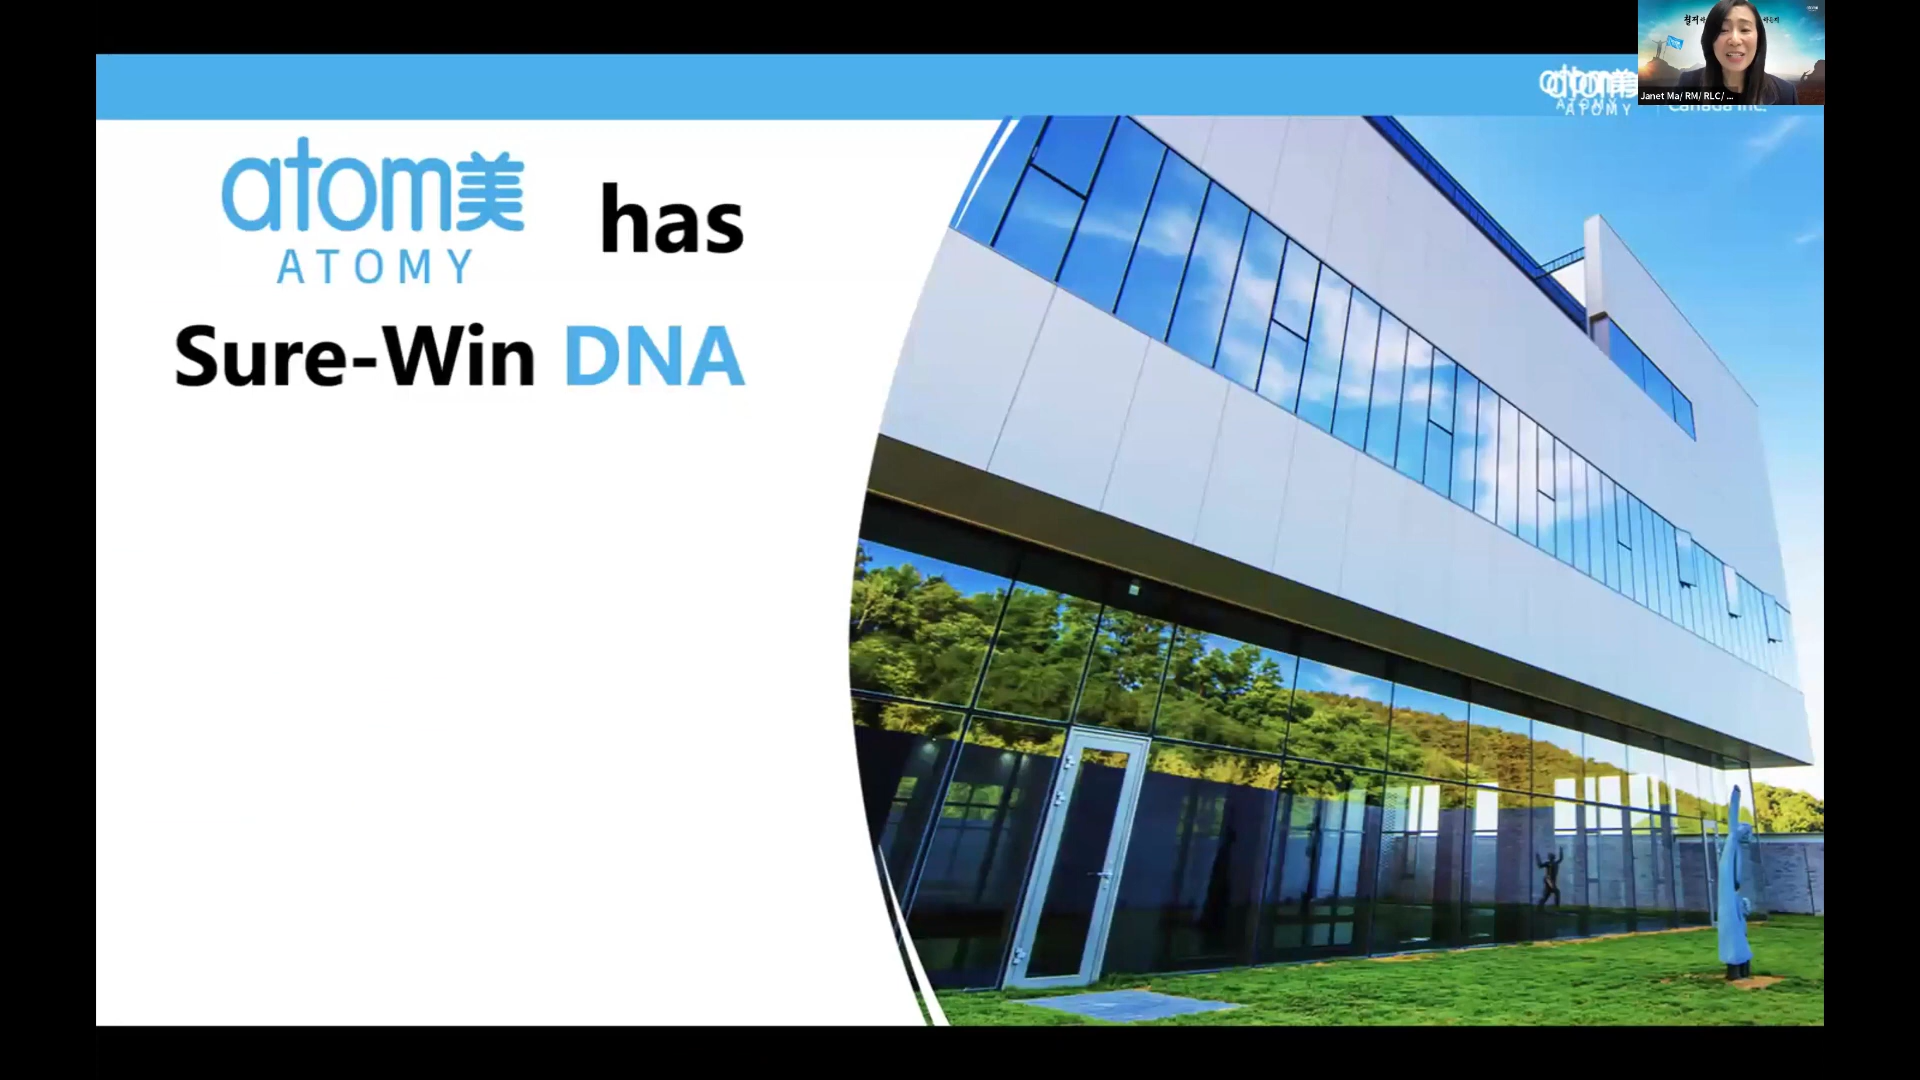 atom美
ATOMY
has
Sure-Win DNA
atom美
ATOMY
Canada Inc.
Janet Ma/ RM/ RLC/ ...